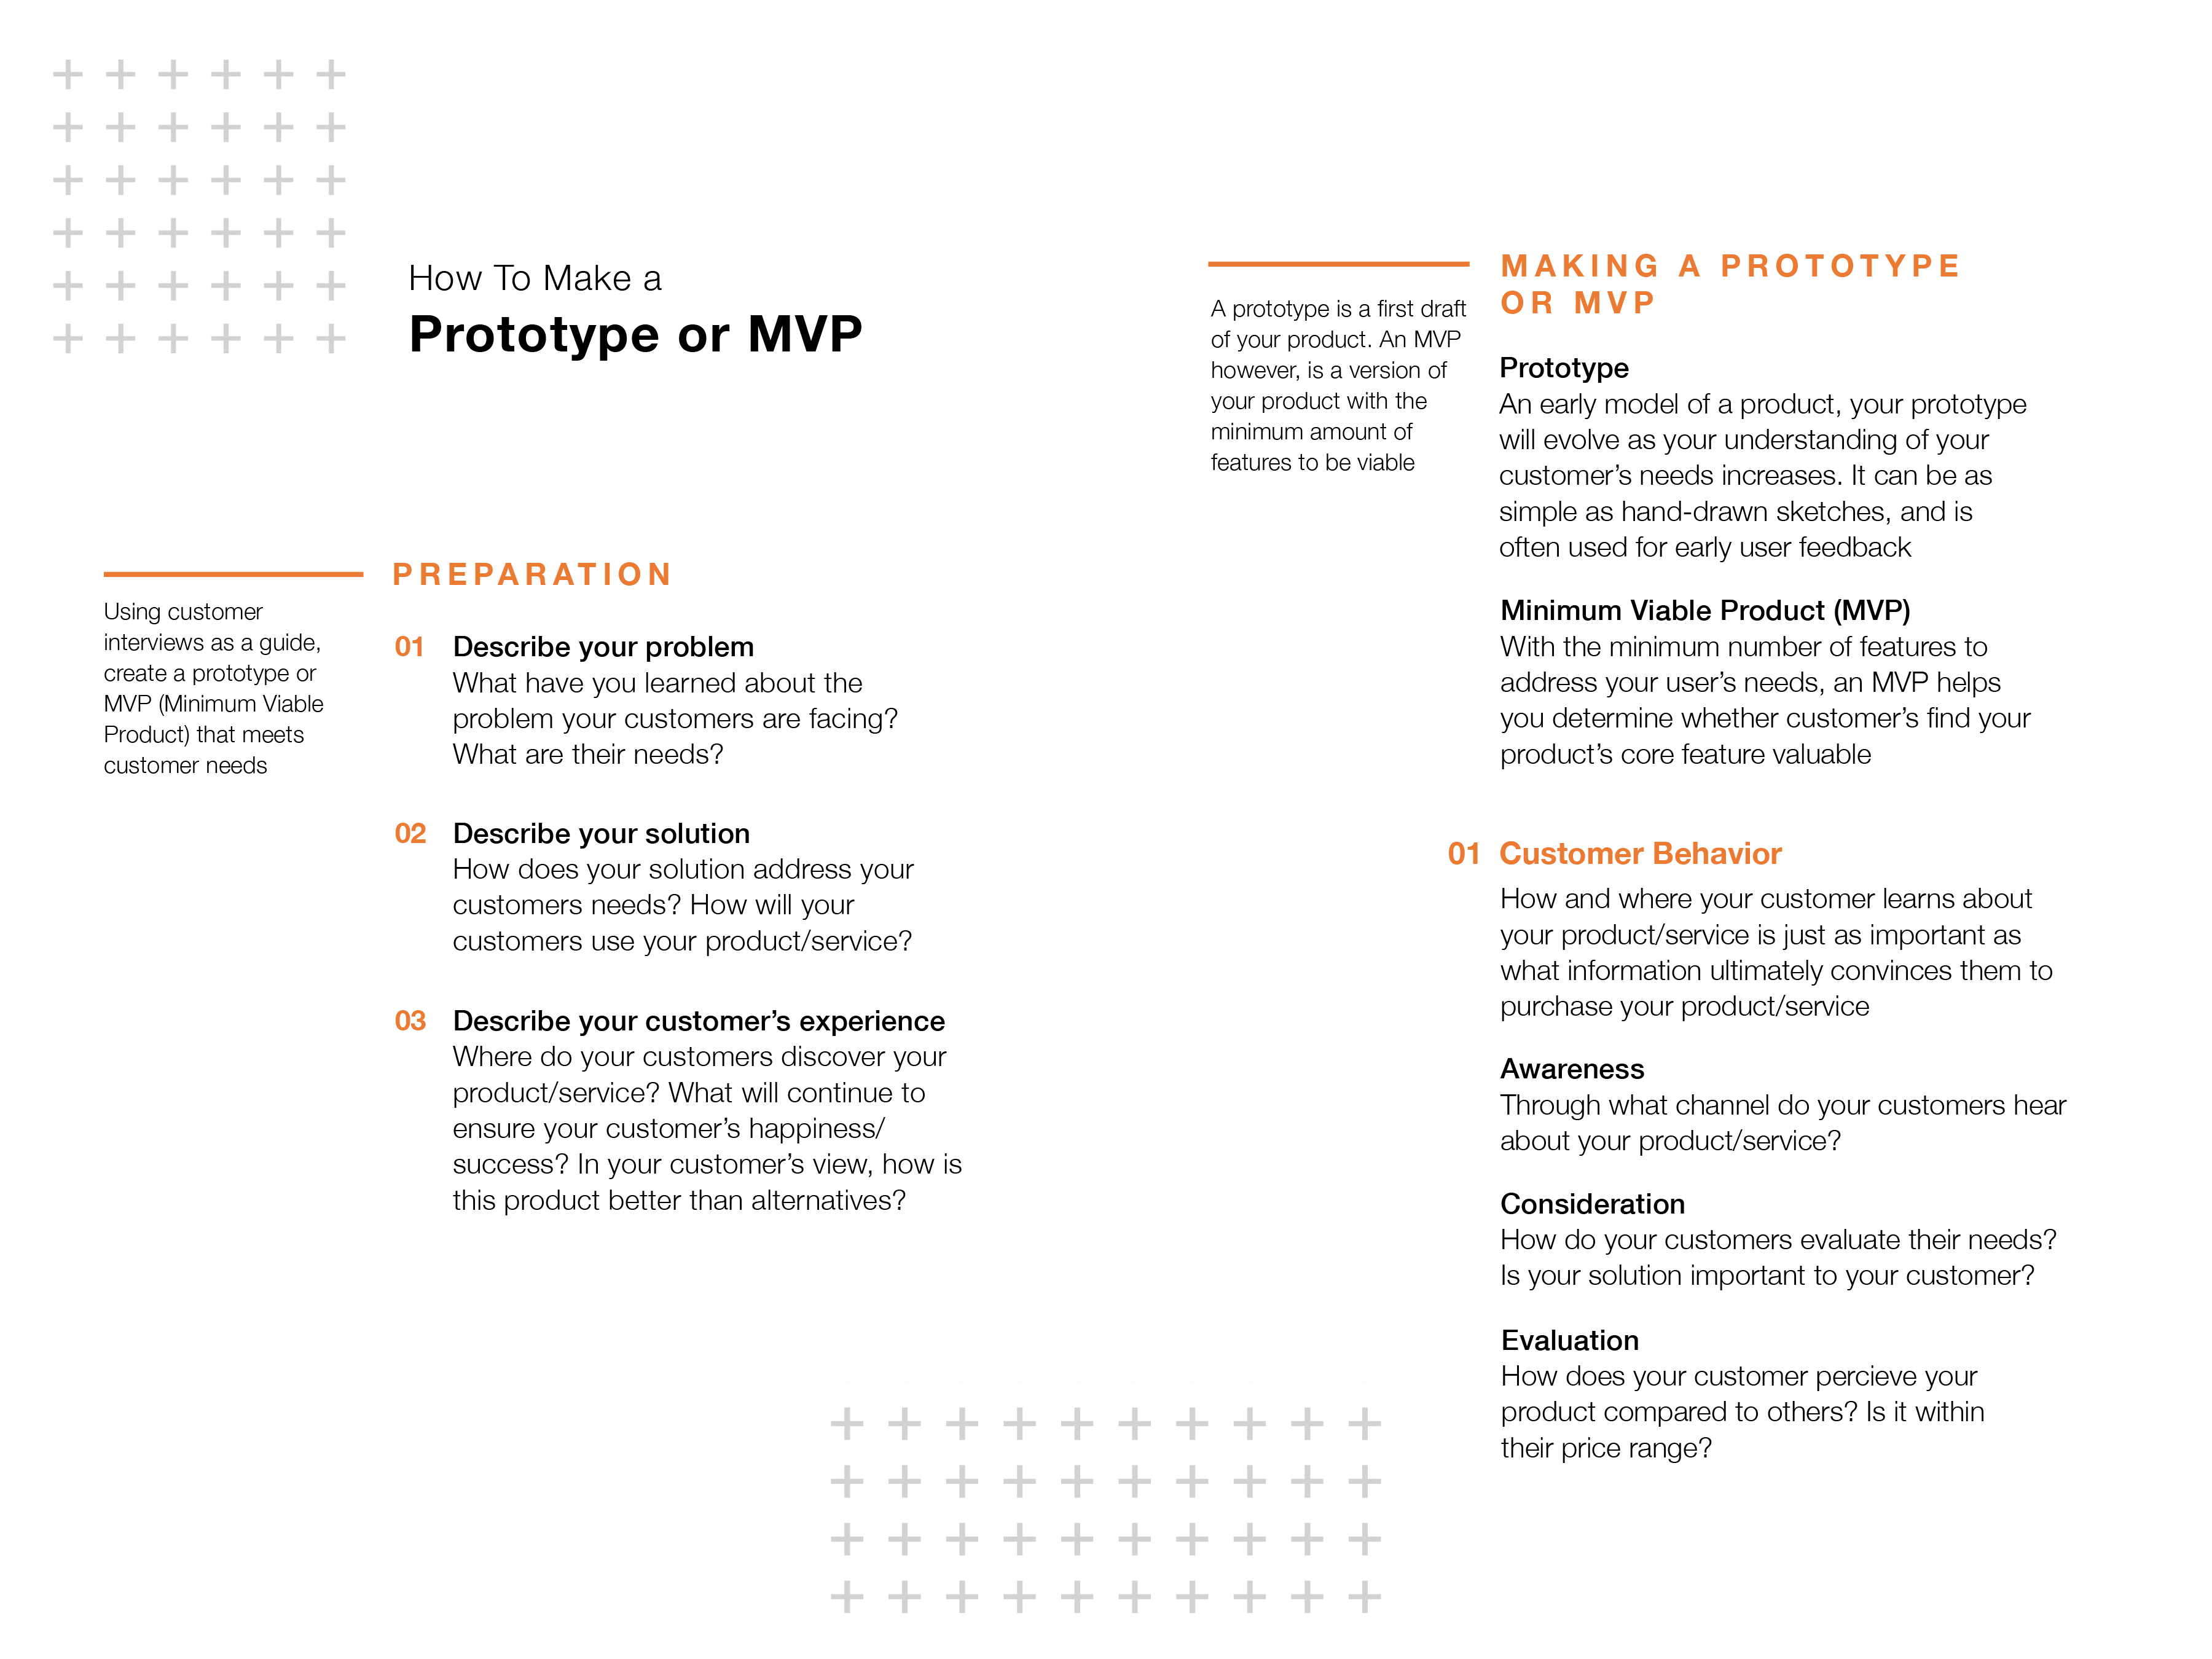 How To Make a
Prototype or MVP
PREPARATION
Using customer
interviews as a guide,
create a prototype or
MVP (Minimum Viable
Product) that meets
customer needs
01 Describe your problem
What have you learned about the
problem your customers are facing?
What are their needs?
02 Describe your solution
How does your solution address your
customers needs? How will your
customers use your product/service?
03 Describe your customer’s experience
Where do your customers discover your
product/service? What will continue to
ensure your customer’s happiness/
success? In your customer’s view, how is
this product better than alternatives?
MAKING A PROTOTYPE
OR MVP
A prototype is a first draft
of your product. An MVP
however, is a version of
your product with the
minimum amount of
features to be viable
Prototype
An early model of a product, your prototype
will evolve as your understanding of your
customer’s needs increases. It can be as
simple as hand-drawn sketches, and is
often used for early user feedback
Minimum Viable Product (MVP)
With the minimum number of features to
address your user’s needs, an MVP helps
you determine whether customer’s find your
product’s core feature valuable
01 Customer Behavior
How and where your customer learns about
your product/service is just as important as
what information ultimately convinces them to
purchase your product/service
Awareness
Through what channel do your customers hear
about your product/service?
Consideration
How do your customers evaluate their needs?
Is your solution important to your customer?
Evaluation
How does your customer percieve your
product compared to others? Is it within
their price range?